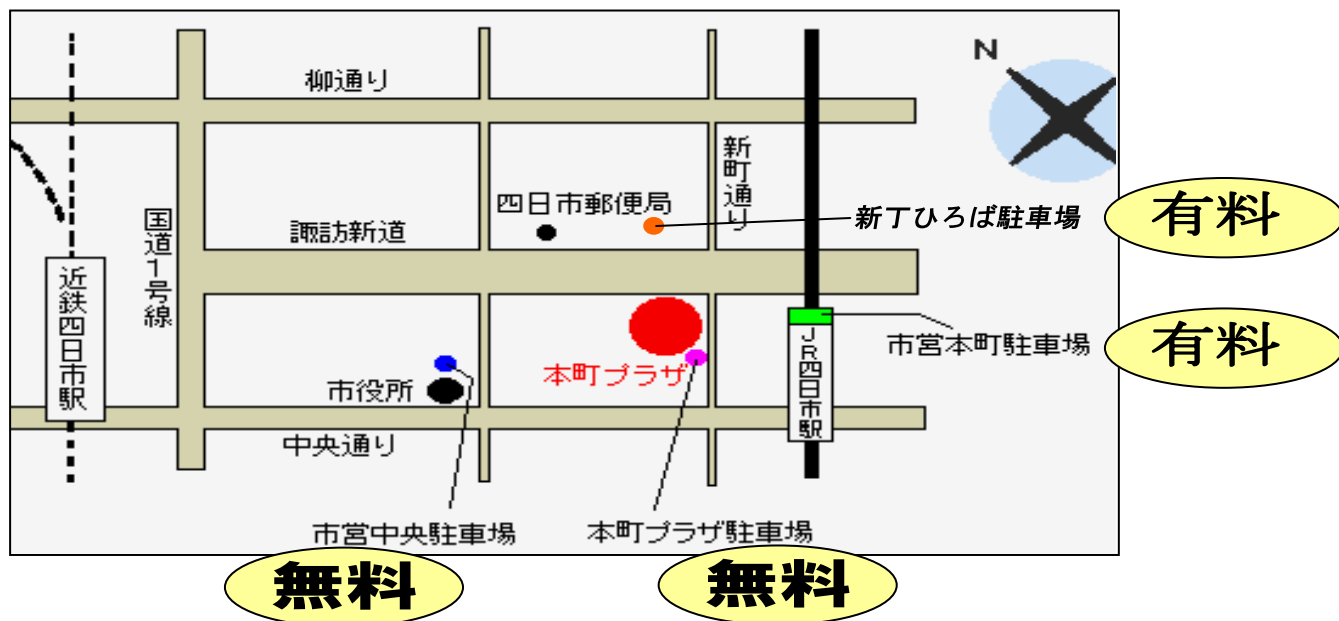 N
柳通り
新町通り
四日市郵便局
国道1号線
諏訪新道
新丁ひろば駐車場
有料
近鉄四日市駅
JR四日市駅
市営本町駐車場
有料
本町プラザ
市役所
中央通り
市営中央駐車場
本町プラザ駐車場
無料
無料